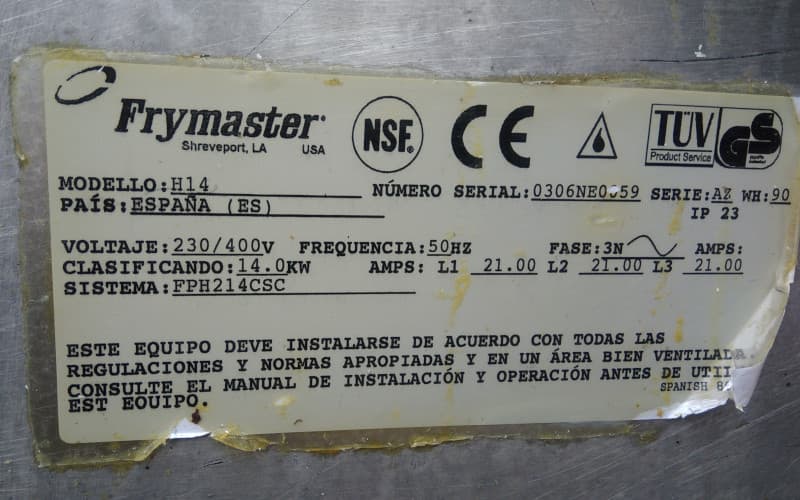 Frymaster
Shreveport, LA USA
NSF®
CE
TÜV
Product Service
GS
MODELLO: H14 NÚMERO SERIAL: SERIE: AZ WH: 90
PAÍS: ESPAÑA (ES) IP 23
VOLTAJE: 230/400V FREQUENCIA: 50HZ FASE: 3N AMPS:
CLASIFICANDO: 14.0KW AMPS: L1 21.00 L2 21.00 L3 21.00
SISTEMA: FPH214CSC
ESTE EQUIPO DEVE INSTALARSE DE ACUERDO CON TODAS LAS
REGULACIONES Y NORMAS APROPIADAS Y EN UN ÁREA BIEN VENTILADA
CONSULTE EL MANUAL DE INSTALACIÓN Y OPERACIÓN ANTES DE
EST EQUIPO. SPANISH